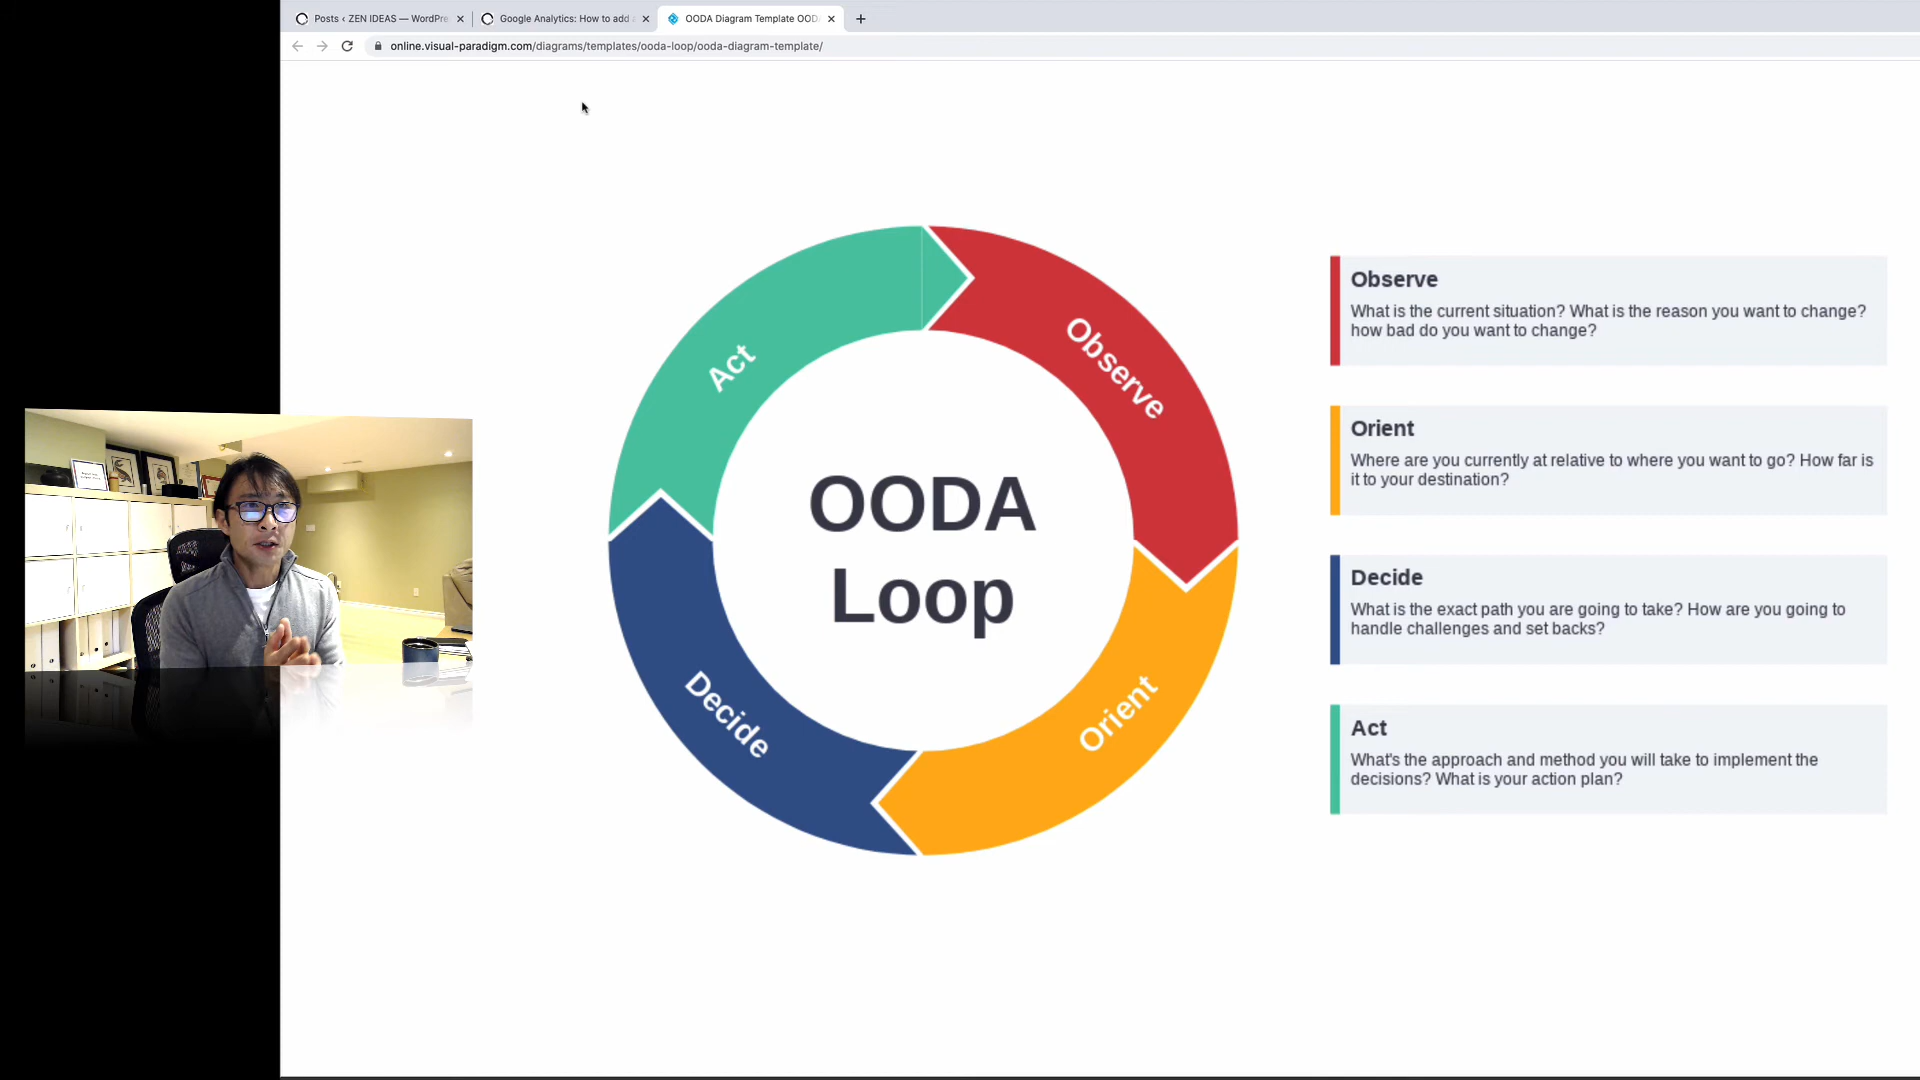 Posts ‹ ZEN IDEAS — WordPre
Google Analytics: How to add
OODA Diagram Template OOD
online.visual-paradigm.com/diagrams/templates/ooda-loop/ooda-diagram-template/
Act
Observe
OODA
Loop
Decide
Orient
Observe
What is the current situation? What is the reason you want to change?
how bad do you want to change?
Orient
Where are you currently at relative to where you want to go? How far is
it to your destination?
Decide
What is the exact path you are going to take? How are you going to
handle challenges and set backs?
Act
What's the approach and method you will take to implement the
decisions? What is your action plan?